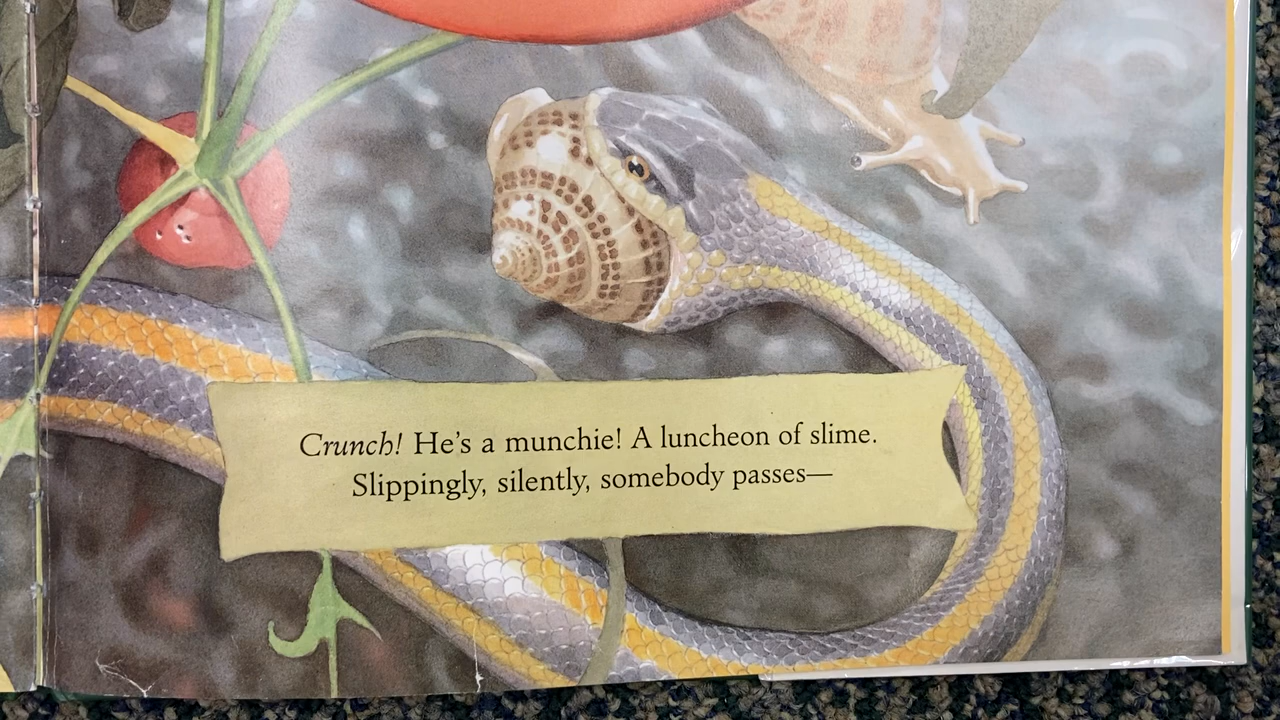 Crunch! He's a munchie! A luncheon of slime.
Slippingly, silently, somebody passes—